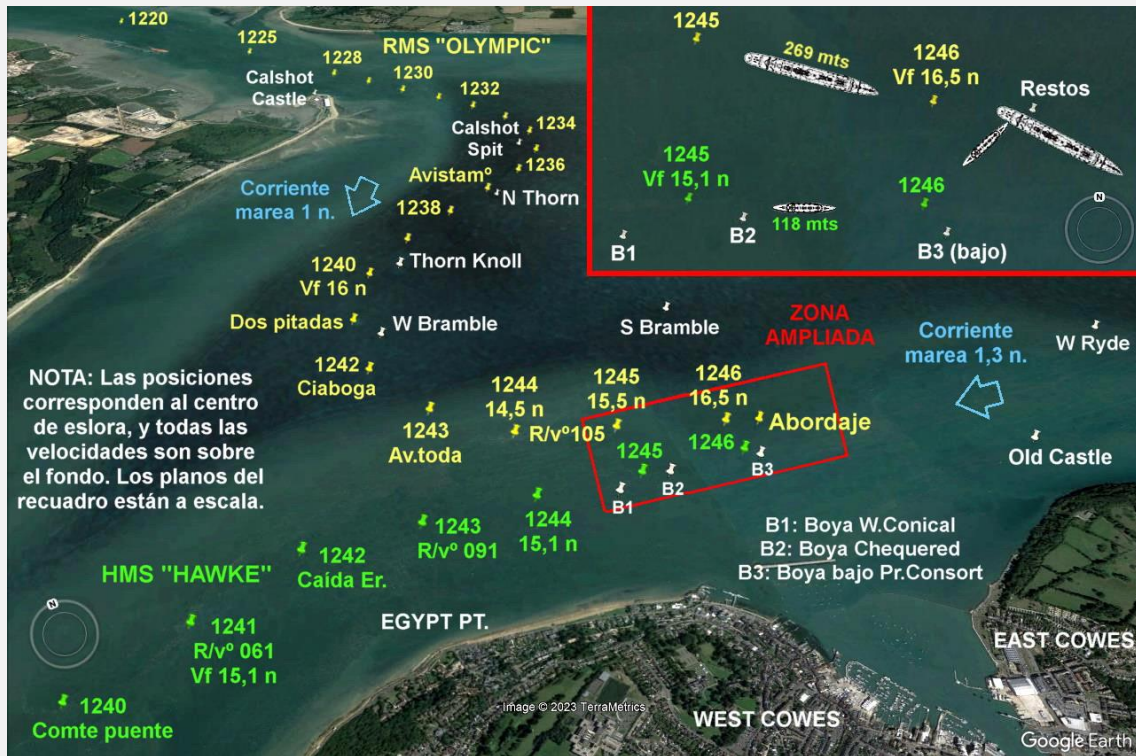 1220
1225
1228
RMS "OLYMPIC"
Calshot
Castle
1230
1232
Calshot
Spit
1234
1236
Avistamº
N Thorn
Corriente
marea 1 n.
1238
Thorn Knoll
1240
Vf 16 n
Dos pitadas
W Bramble
1242
Ciaboga
1245
269 mts
1246
Vf 16,5 n
Restos
1245
Vf 15,1 n
1246
N
B1
B2
118 mts
B3 (bajo)
S Bramble
ZONA
AMPLIADA
Corriente
marea 1,3 n.
W Ryde
NOTA: Las posiciones
corresponden al centro
de eslora, y todas las
velocidades son sobre
el fondo. Los planos del
recuadro están a escala.
1243
Av.toda
1244
14,5 n
R/vº105
1245
15,5 n
1246
16,5 n
Abordaje
1245
1246
B1
B2
B3
Old Castle
1244
15,1 n
1243
R/vº 091
1242
Caída Er.
HMS "HAWKE"
N
1241
R/vº 061
Vf 15,1 n
1240
Comte puente
EGYPT PT.
B1: Boya W.Conical
B2: Boya Chequered
B3: Boya bajo Pr.Consort
EAST COWES
WEST COWES
Image © 2023 TerraMetrics
Google Earth